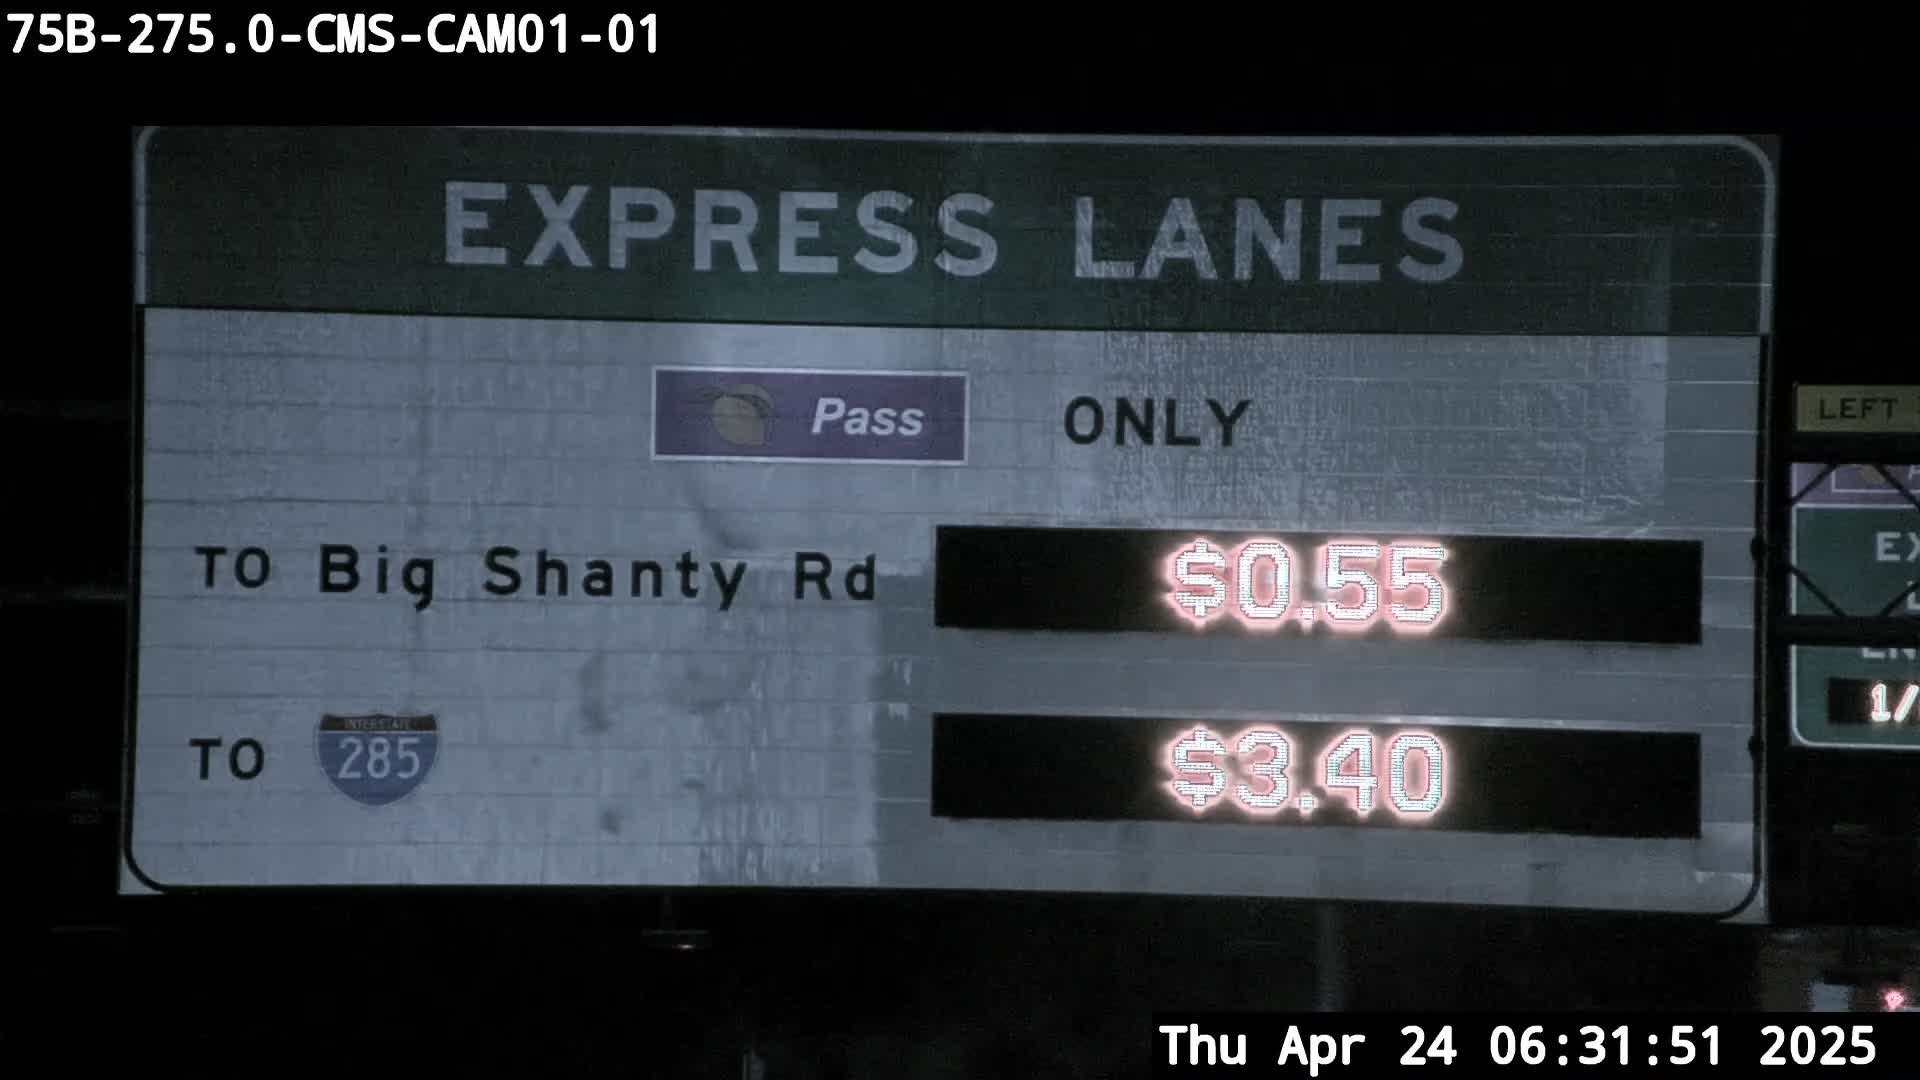 75B-275.0-CMS-CAM01-01
EXPRESS LANES
Pass ONLY
TO Big Shanty Rd $0.55
TO INTERSTATE 285 $3.40
LEFT
Thu Apr 24 06:31:51 2025